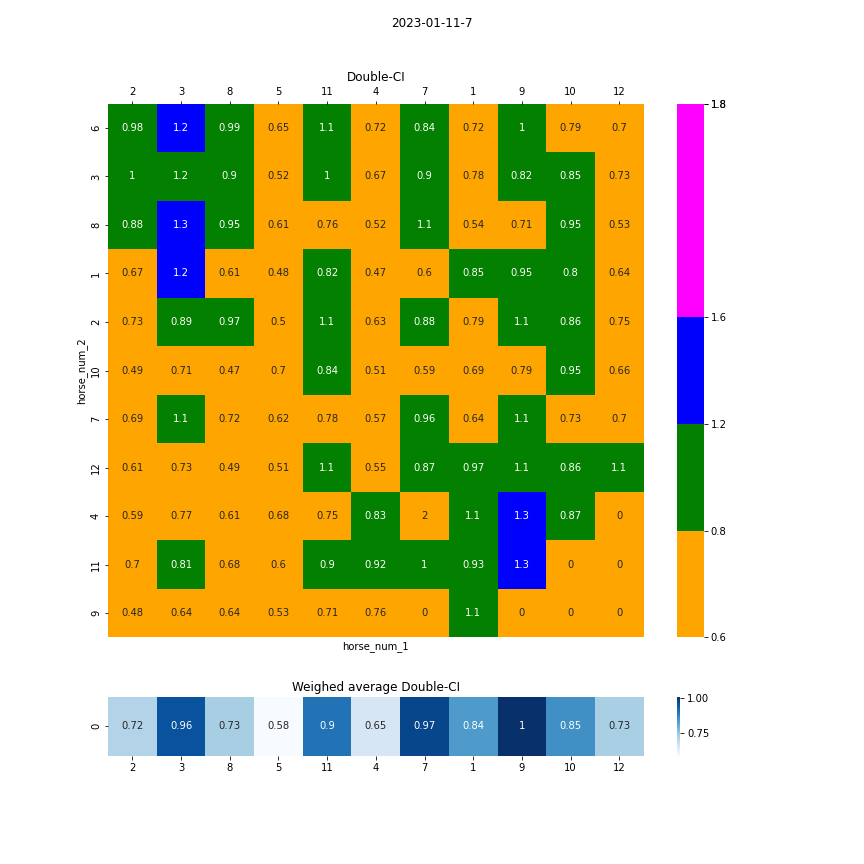 2023-01-11-7
Double-CI
2 3 8 5 11 4 7 1 9 10 12
6 0.98 1.2 0.99 0.65 1.1 0.72 0.84 0.72 1 0.79 0.7
3 1 1.2 0.9 0.52 1 0.67 0.9 0.78 0.82 0.85 0.73
8 0.88 1.3 0.95 0.61 0.76 0.52 1.1 0.54 0.71 0.95 0.53
1 0.67 1.2 0.61 0.48 0.82 0.47 0.6 0.85 0.95 0.8 0.64
2 0.73 0.89 0.97 0.5 1.1 0.63 0.88 0.79 1.1 0.86 0.75
10 0.49 0.71 0.47 0.7 0.84 0.51 0.59 0.69 0.79 0.95 0.66
7 0.69 1.1 0.72 0.62 0.78 0.57 0.96 0.64 1.1 0.73 0.7
12 0.61 0.73 0.49 0.51 1.1 0.55 0.87 0.97 1.1 0.86 1.1
4 0.59 0.77 0.61 0.68 0.75 0.83 2 1.1 1.3 0.87 0
11 0.7 0.81 0.68 0.6 0.9 0.92 1 0.93 1.3 0 0
9 0.48 0.64 0.64 0.53 0.71 0.76 0 1.1 0 0 0
horse_num_2
horse_num_1
1.8
1.6
1.2
0.8
0.6
Weighed average Double-CI
0 0.72 0.96 0.73 0.58 0.9 0.65 0.97 0.84 1 0.85 0.73
2 3 8 5 11 4 7 1 9 10 12
1.00
0.75